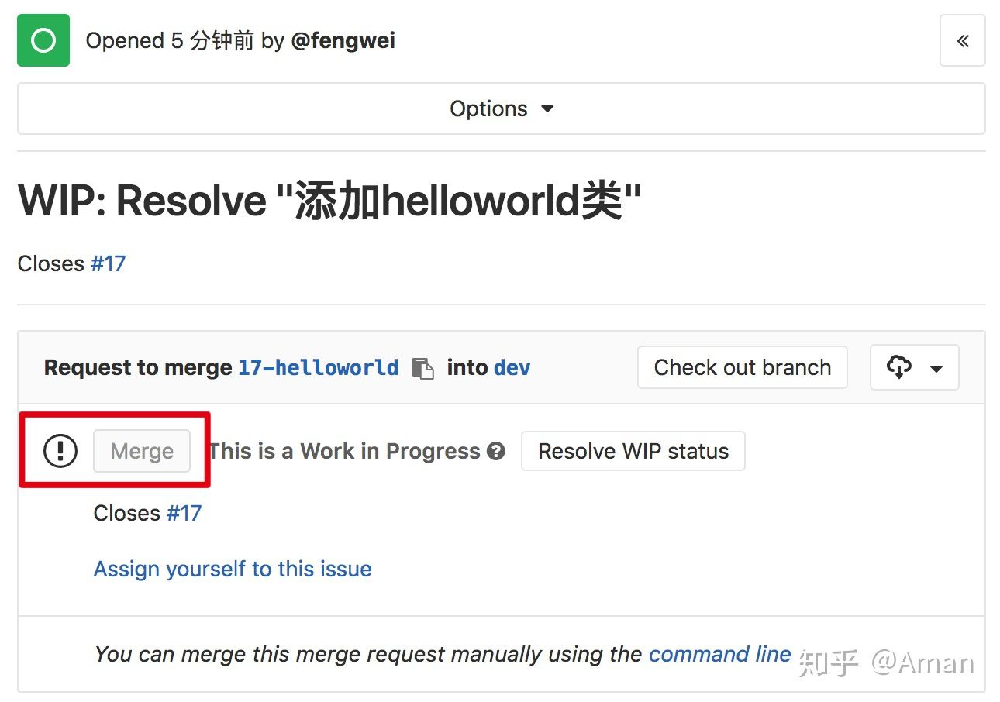 Opened 5 分钟前 by @fengwei
«
Options
WIP: Resolve "添加helloworld类"
Closes #17
Request to merge 17-helloworld into dev Check out branch
Merge This is a Work in Progress Resolve WIP status
Closes #17
Assign yourself to this issue
You can merge this merge request manually using the command line
知乎 @Aman